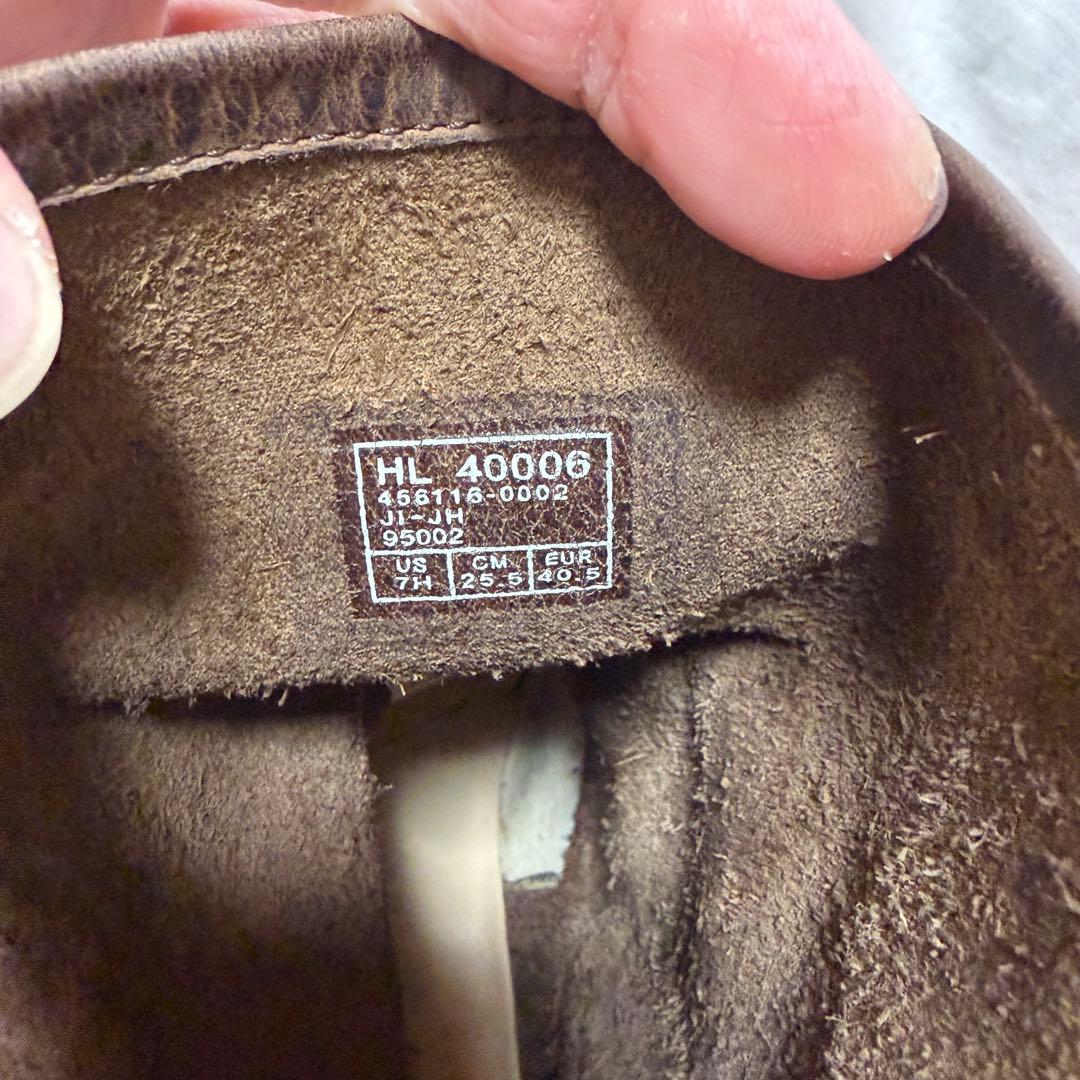 HL 40006
466116-0002
JI-JH
95002
US CM EUR
7H 25.5 40.5